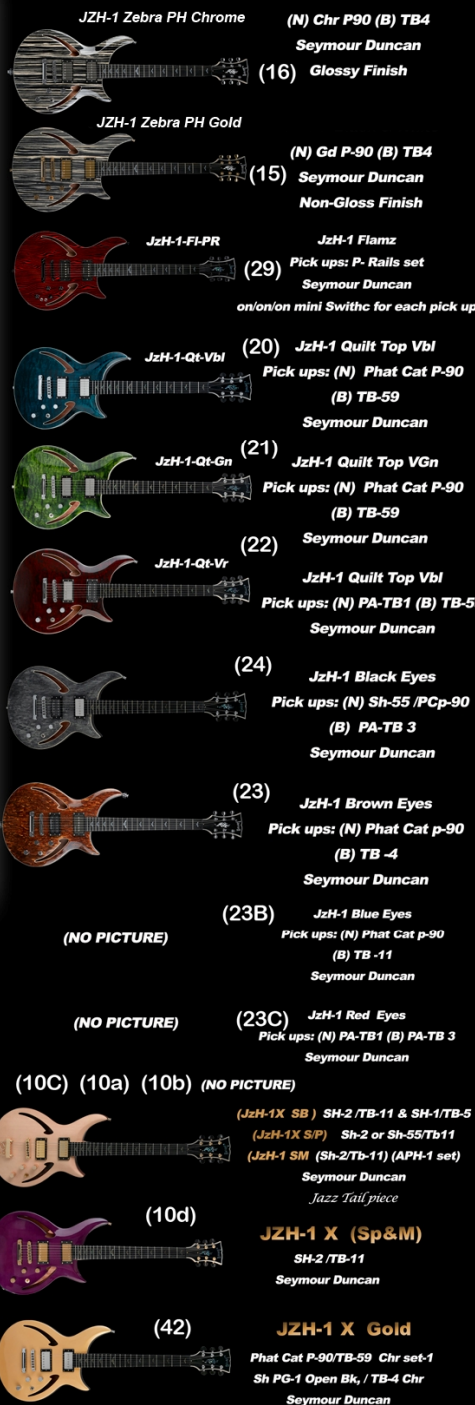 JZH-1 Zebra PH Chrome
(N) Chr P90 (B) TB4
Seymour Duncan
(16) Glossy Finish
JZH-1 Zebra PH Gold
(N) Gd P-90 (B) TB4
(15) Seymour Duncan
Non-Gloss Finish
JzH-1-Fl-PR
JzH-1 Flamz
(29) Pick ups: P- Rails set
Seymour Duncan
on/on/on mini Swithc for each pick up
JzH-1-Qt-Vbl
(20) JzH-1 Quilt Top Vbl
Pick ups: (N) Phat Cat P-90
(B) TB-59
Seymour Duncan
JzH-1-Qt-Gn
(21) JzH-1 Quilt Top VGn
Pick ups: (N) Phat Cat P-90
(B) TB-59
Seymour Duncan
JzH-1-Qt-Vr
(22)
JzH-1 Quilt Top Vbl
Pick ups: (N) PA-TB1 (B) TB-5
Seymour Duncan
(24)
JzH-1 Black Eyes
Pick ups: (N) Sh-55 /PCp-90
(B) PA-TB 3
Seymour Duncan
(23)
JzH-1 Brown Eyes
Pick ups: (N) Phat Cat p-90
(B) TB -4
Seymour Duncan
(NO PICTURE)
(23B) JzH-1 Blue Eyes
Pick ups: (N) Phat Cat p-90
(B) TB -11
Seymour Duncan
(NO PICTURE)
(23C) JzH-1 Red Eyes
Pick ups: (N) PA-TB1 (B) PA-TB 3
Seymour Duncan
(10C) (10a) (10b) (NO PICTURE)
(JzH-1X SB ) SH-2 /TB-11 & SH-1/TB-5
(JzH-1X S/P) Sh-2 or Sh-55/Tb11
(JzH-1 SM (Sh-2/Tb-11) (APH-1 set)
Seymour Duncan
Jazz Tail piece
(10d)
JZH-1 X (Sp&M)
SH-2 /TB-11
Seymour Duncan
(42)
JZH-1 X Gold
Phat Cat P-90/TB-59 Chr set-1
Sh PG-1 Open Bk, / TB-4 Chr
Seymour Duncan